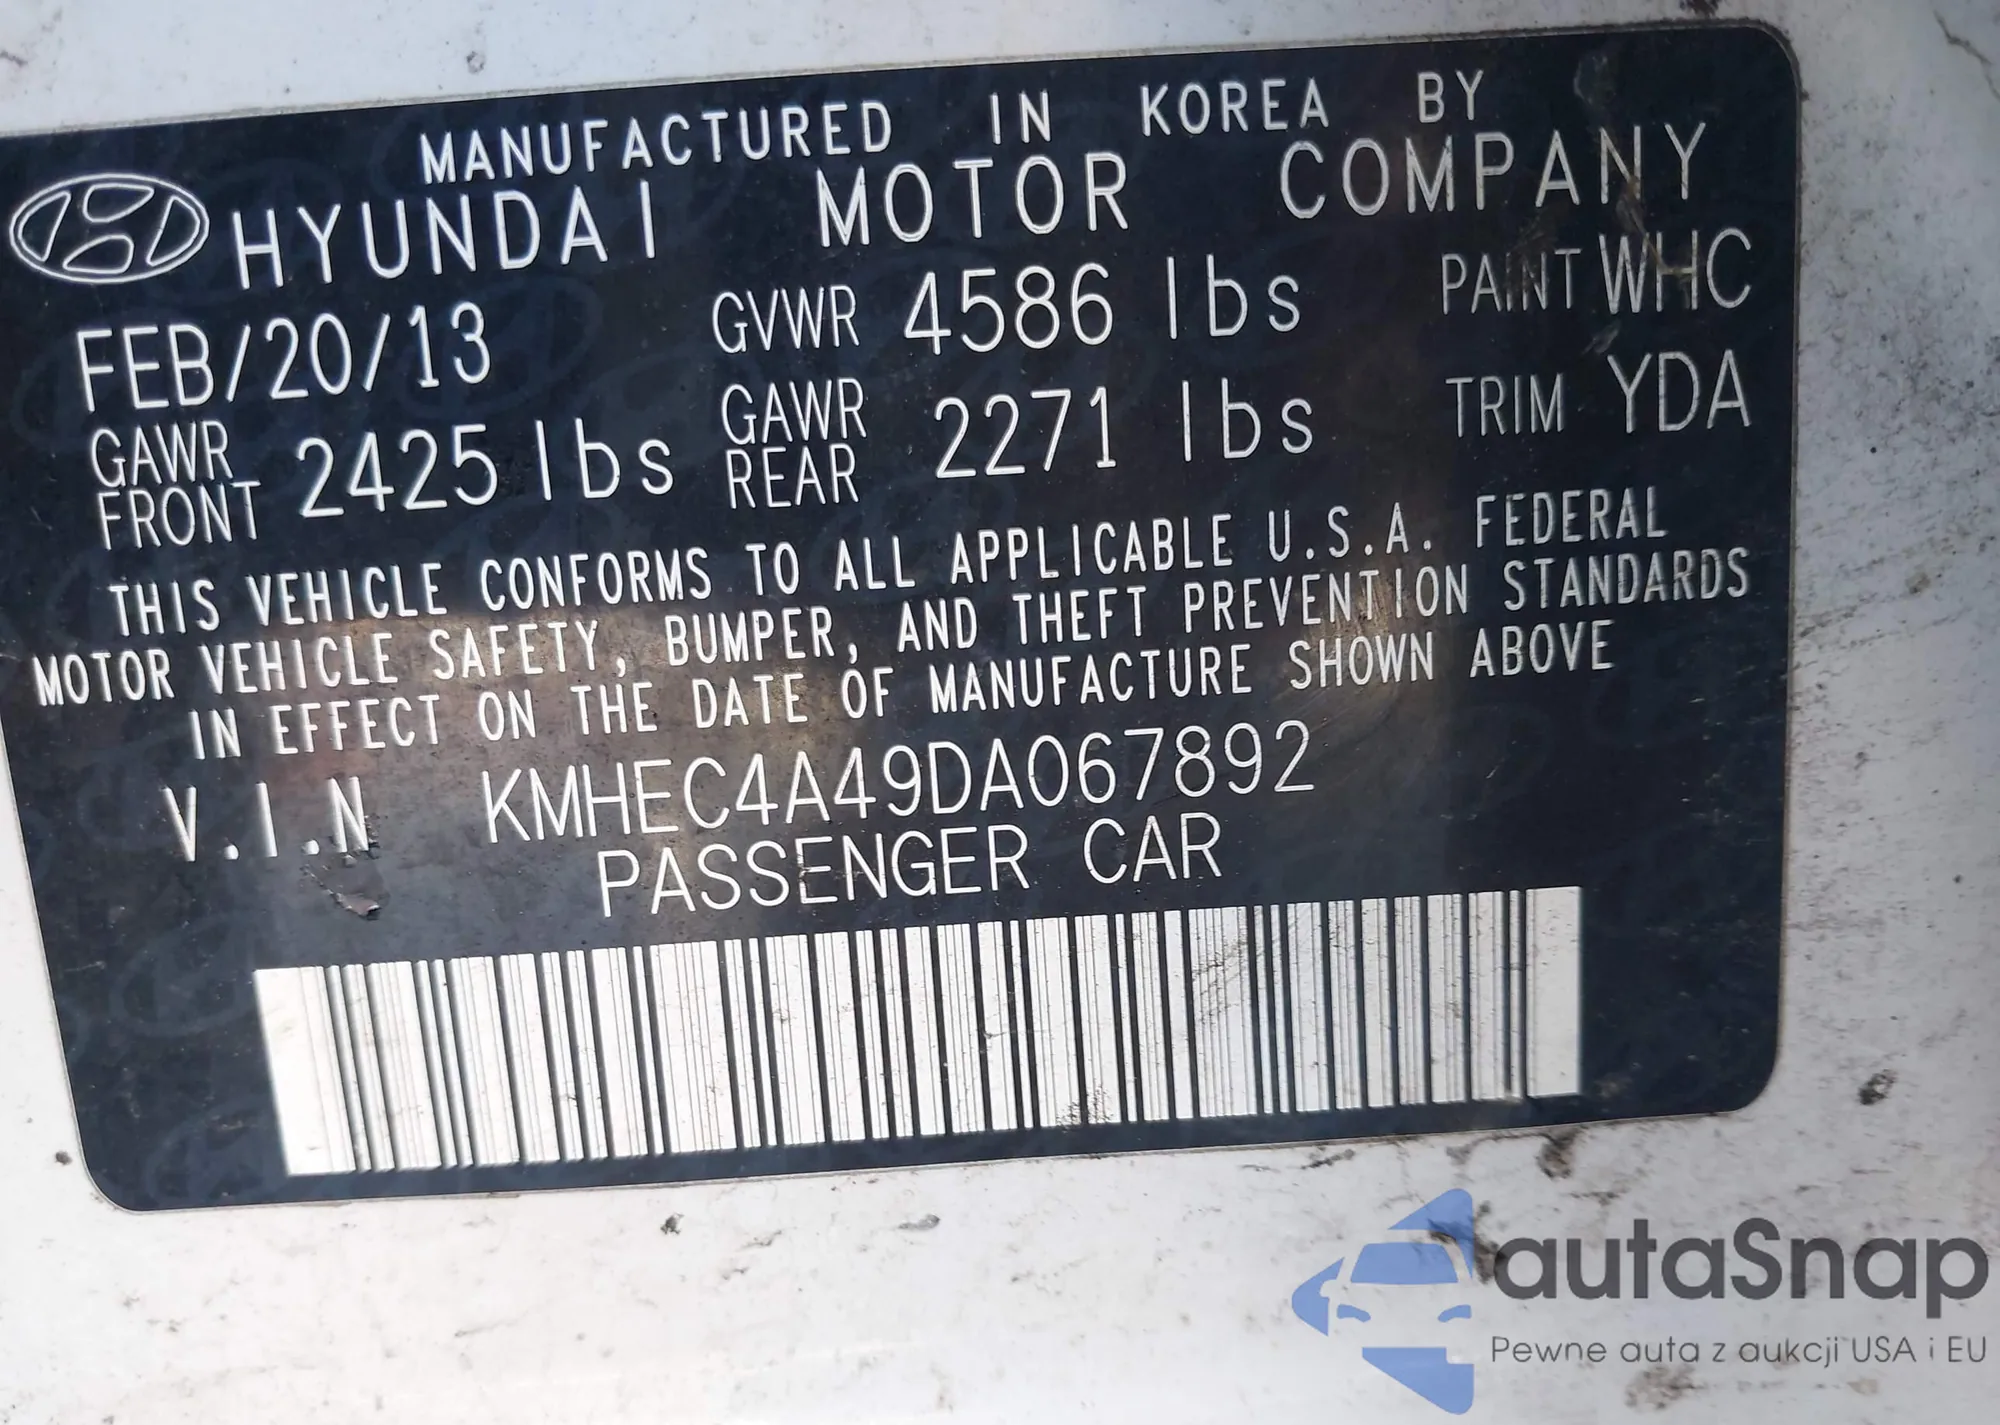 MANUFACTURED IN KOREA BY
HYUNDAI MOTOR COMPANY
FEB/20/13 GVWR 4586 lbs PAINT WHC
GAWR FRONT 2425 lbs GAWR REAR 2271 lbs TRIM YDA
THIS VEHICLE CONFORMS TO ALL APPLICABLE U.S.A. FEDERAL
MOTOR VEHICLE SAFETY, BUMPER, AND THEFT PREVENTION STANDARDS
IN EFFECT ON THE DATE OF MANUFACTURE SHOWN ABOVE
V.I.N KMHEC4A49DA067892
PASSENGER CAR
autaSnap
Pewne auta z aukcji USA i EU